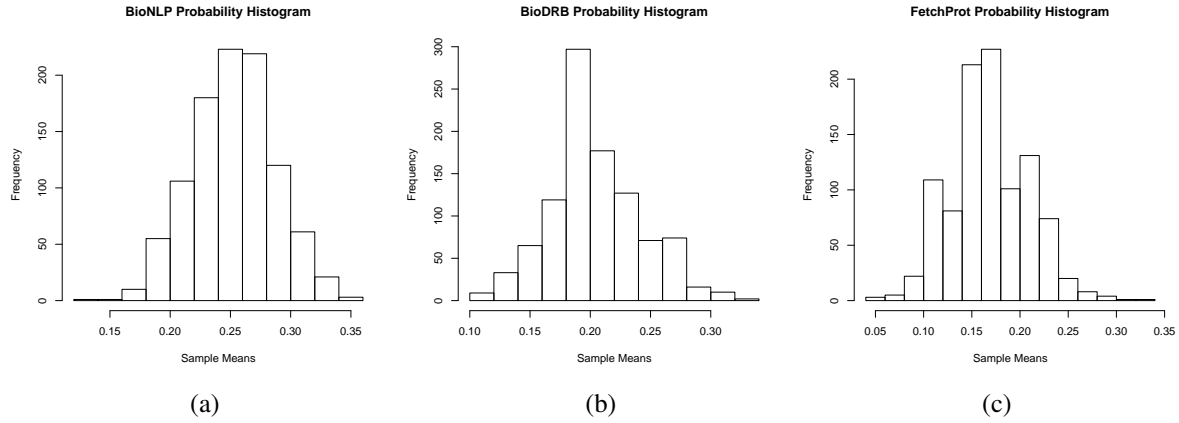 BioNLP Probability Histogram
Frequency
0
50
100
150
200
0.15 0.20 0.25 0.30 0.35
Sample Means
(a)
BioDRB Probability Histogram
Frequency
0
50
100
150
200
250
300
0.10 0.15 0.20 0.25 0.30
Sample Means
(b)
FetchProt Probability Histogram
Frequency
0
50
100
150
200
0.05 0.10 0.15 0.20 0.25 0.30 0.35
Sample Means
(c)